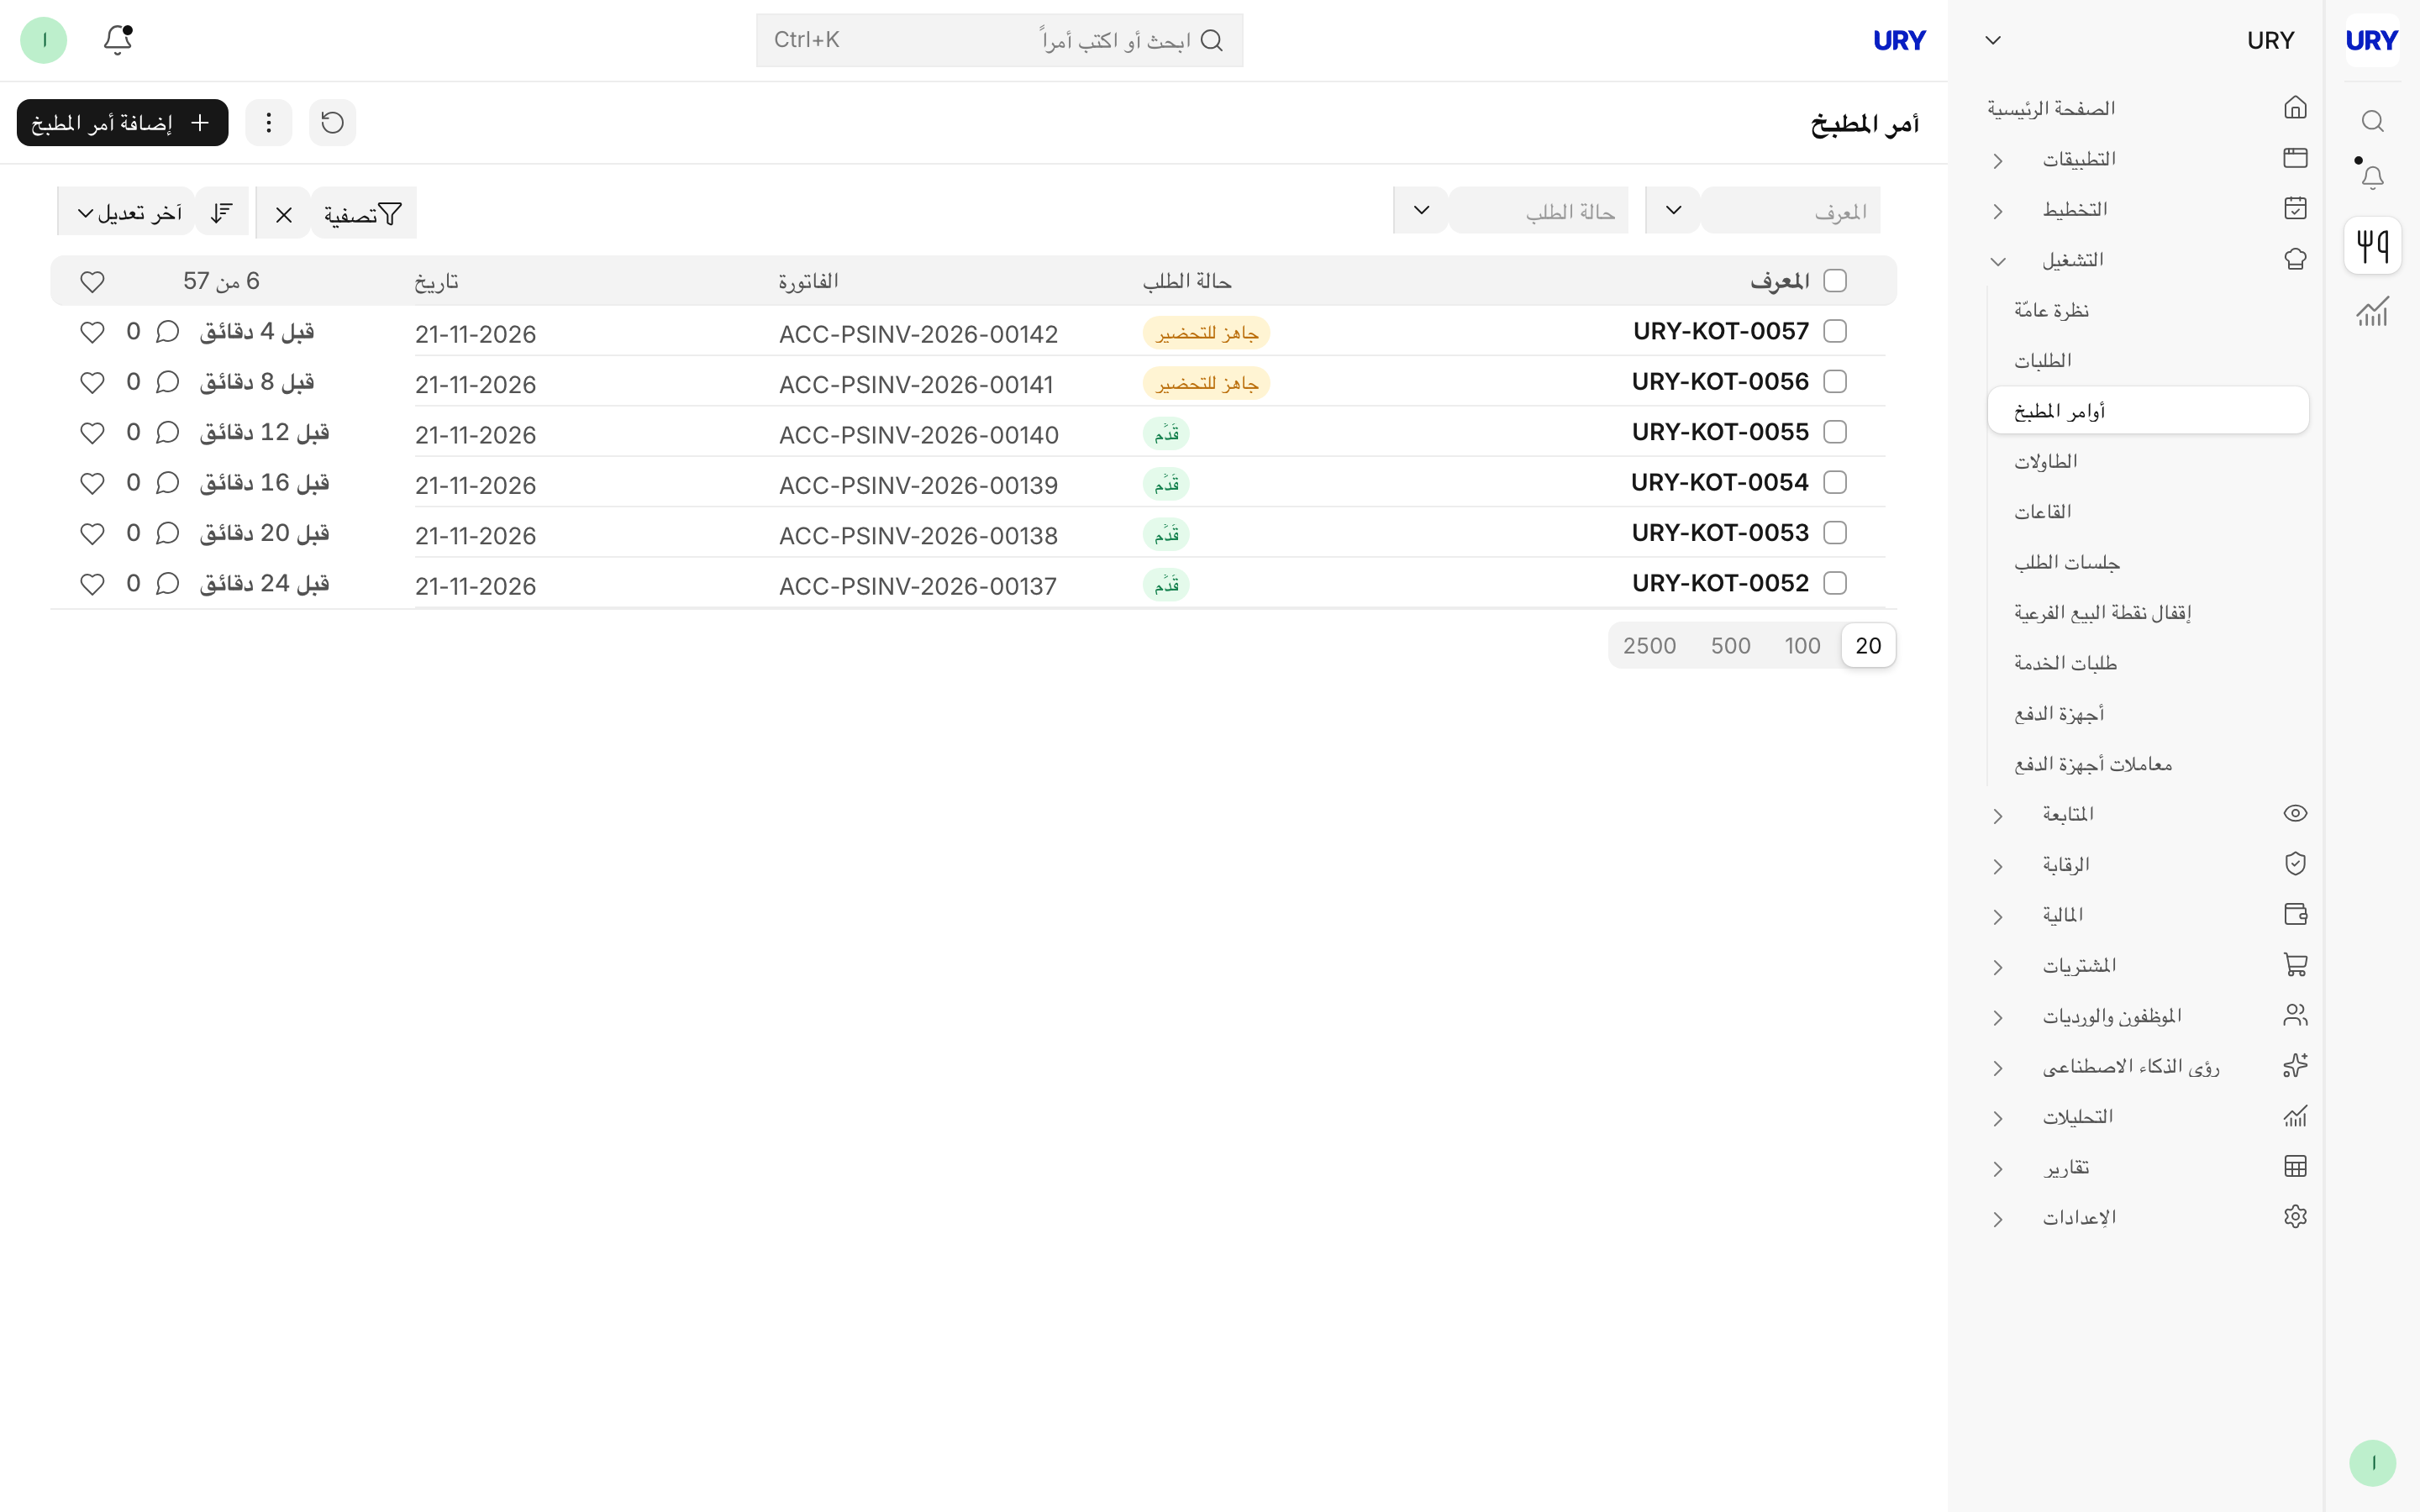 URY
URY
الصفحة الرئيسية
التطبيقات
التخطيط
التشغيل
نظرة عامّة
الطلبات
أوامر المطبخ
الطاولات
القاعات
جلسات الطلب
إقفال نقطة البيع الفرعية
طلبات الخدمة
أجهزة الدفع
معاملات أجهزة الدفع
المتابعة
الرقابة
المالية
المشتريات
الموظفون والورديات
رؤى الذكاء الاصطناعي
التحليلات
تقارير
الإعدادات
ا
URY
ابحث أو اكتب أمراً Ctrl+K
ا
أمر المطبخ
إضافة أمر المطبخ
المعرف حالة الطلب تصفية آخر تعديل
المعرف حالة الطلب الفاتورة تاريخ 6 من 57
URY-KOT-0057 جاهز للتحضير ACC-PSINV-2026-00142 21-11-2026 قبل 4 دقائق 0
URY-KOT-0056 جاهز للتحضير ACC-PSINV-2026-00141 21-11-2026 قبل 8 دقائق 0
URY-KOT-0055 قُدِّم ACC-PSINV-2026-00140 21-11-2026 قبل 12 دقائق 0
URY-KOT-0054 قُدِّم ACC-PSINV-2026-00139 21-11-2026 قبل 16 دقائق 0
URY-KOT-0053 قُدِّم ACC-PSINV-2026-00138 21-11-2026 قبل 20 دقائق 0
URY-KOT-0052 قُدِّم ACC-PSINV-2026-00137 21-11-2026 قبل 24 دقائق 0
20 100 500 2500